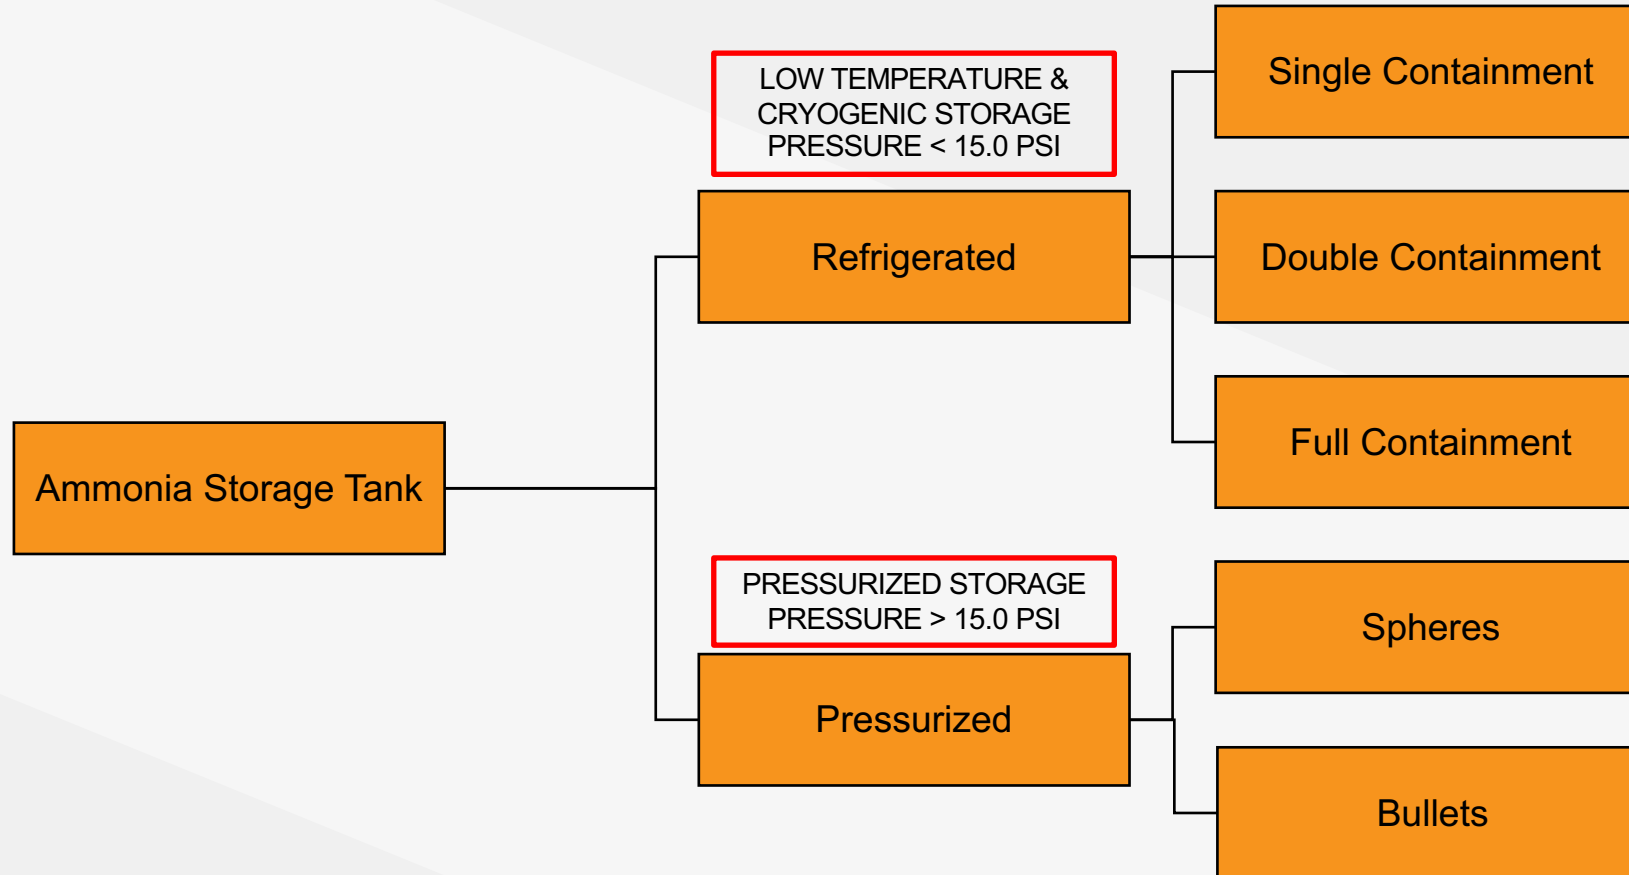 Ammonia Storage Tank
LOW TEMPERATURE &
CRYOGENIC STORAGE
PRESSURE < 15.0 PSI
Refrigerated
Single Containment
Double Containment
Full Containment
PRESSURIZED STORAGE
PRESSURE > 15.0 PSI
Pressurized
Spheres
Bullets